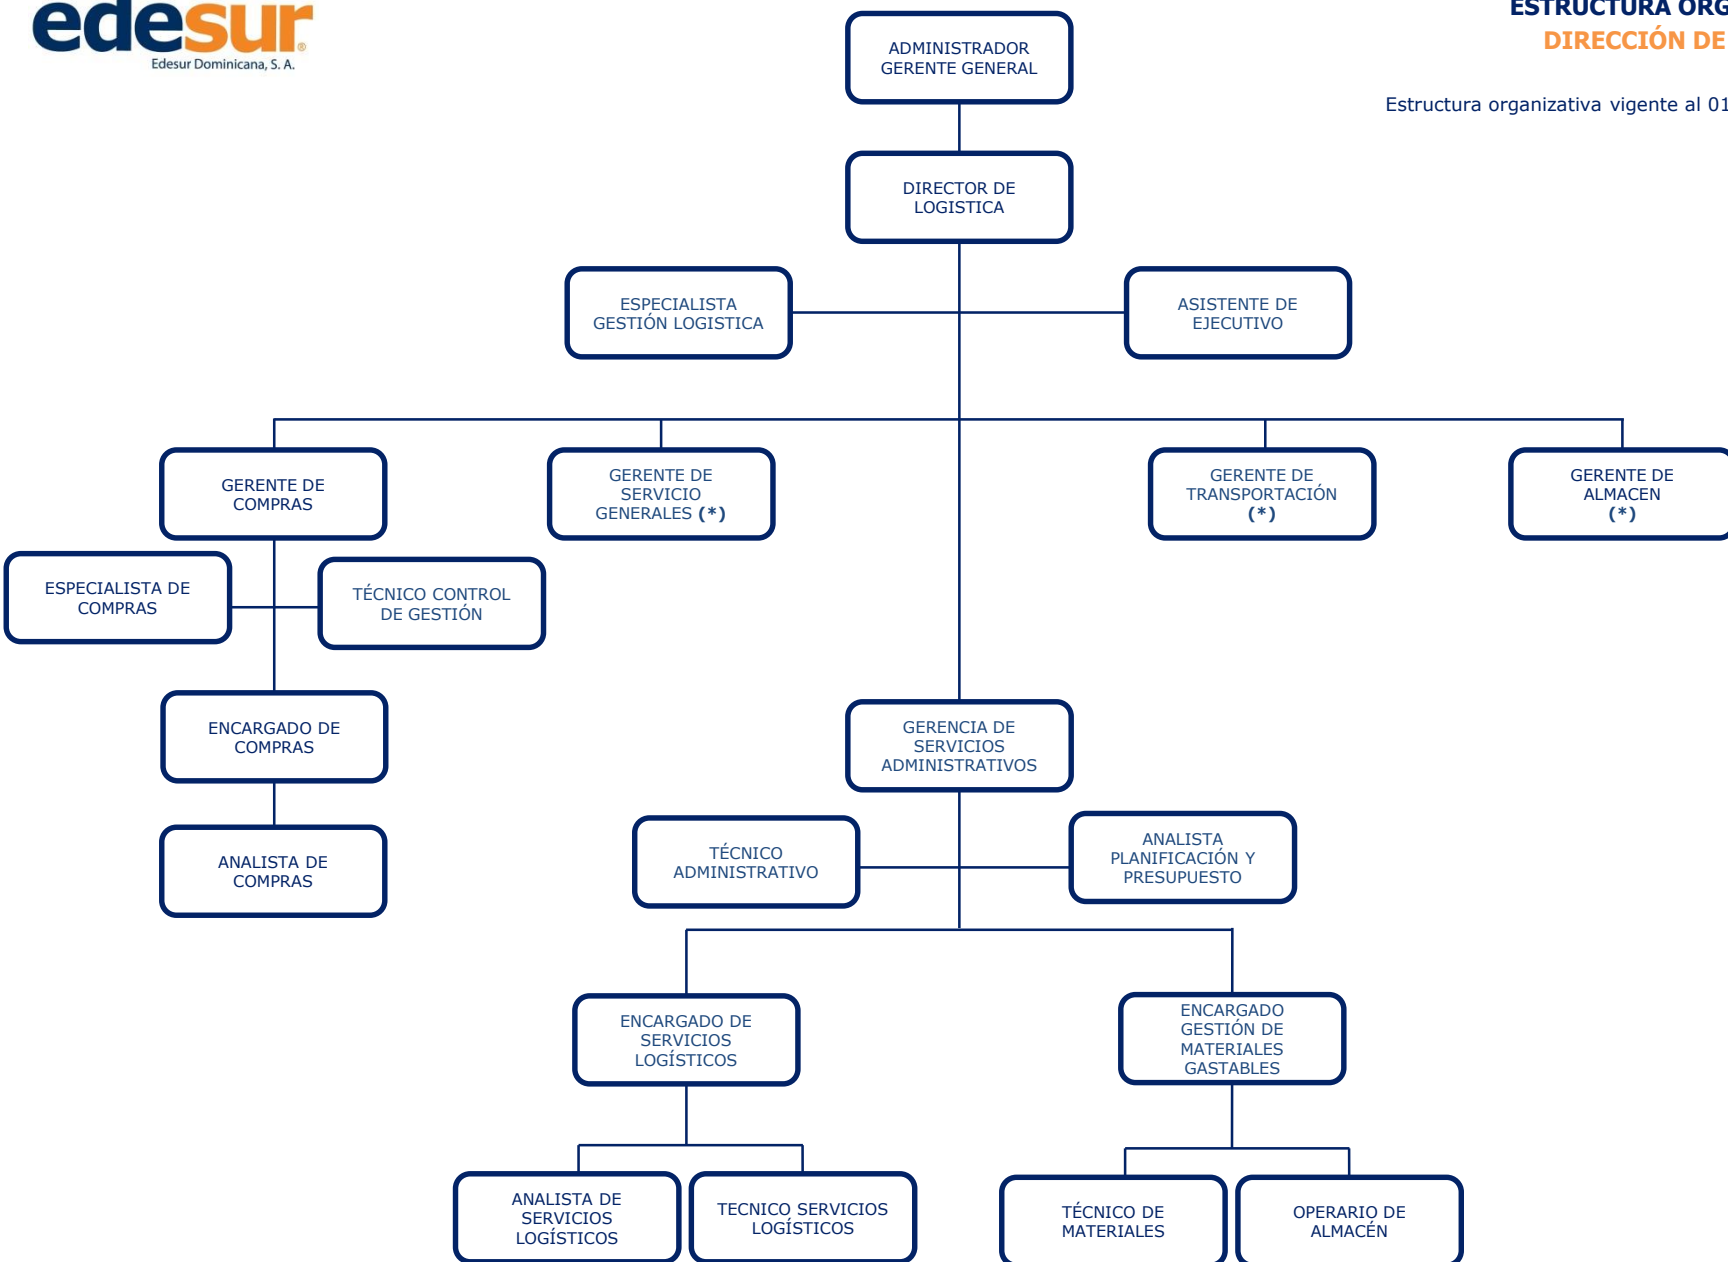 edesur
Edesur Dominicana, S. A.
ESTRUCTURA ORG
DIRECCIÓN DE
Estructura organizativa vigente al 01
ADMINISTRADOR
GERENTE GENERAL
DIRECTOR DE
LOGISTICA
ESPECIALISTA
GESTIÓN LOGISTICA
ASISTENTE DE
EJECUTIVO
GERENTE DE
COMPRAS
GERENTE DE
SERVICIO
GENERALES (*)
GERENTE DE
TRANSPORTACIÓN
(*)
GERENTE DE
ALMACEN
(*)
ESPECIALISTA DE
COMPRAS
TÉCNICO CONTROL
DE GESTIÓN
ENCARGADO DE
COMPRAS
GERENCIA DE
SERVICIOS
ADMINISTRATIVOS
ANALISTA DE
COMPRAS
TÉCNICO
ADMINISTRATIVO
ANALISTA
PLANIFICACIÓN Y
PRESUPUESTO
ENCARGADO DE
SERVICIOS
LOGÍSTICOS
ENCARGADO
GESTIÓN DE
MATERIALES
GASTABLES
ANALISTA DE
SERVICIOS
LOGÍSTICOS
TECNICO SERVICIOS
LOGÍSTICOS
TÉCNICO DE
MATERIALES
OPERARIO DE
ALMACÉN